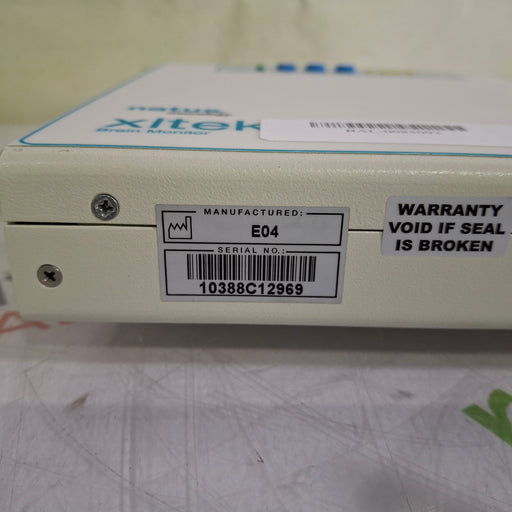 natus
xltek
Brain Monitor
MANUFACTURED:
E04
SERIAL NO.:
10388C12969
WARRANTY
VOID IF SEAL
IS BROKEN